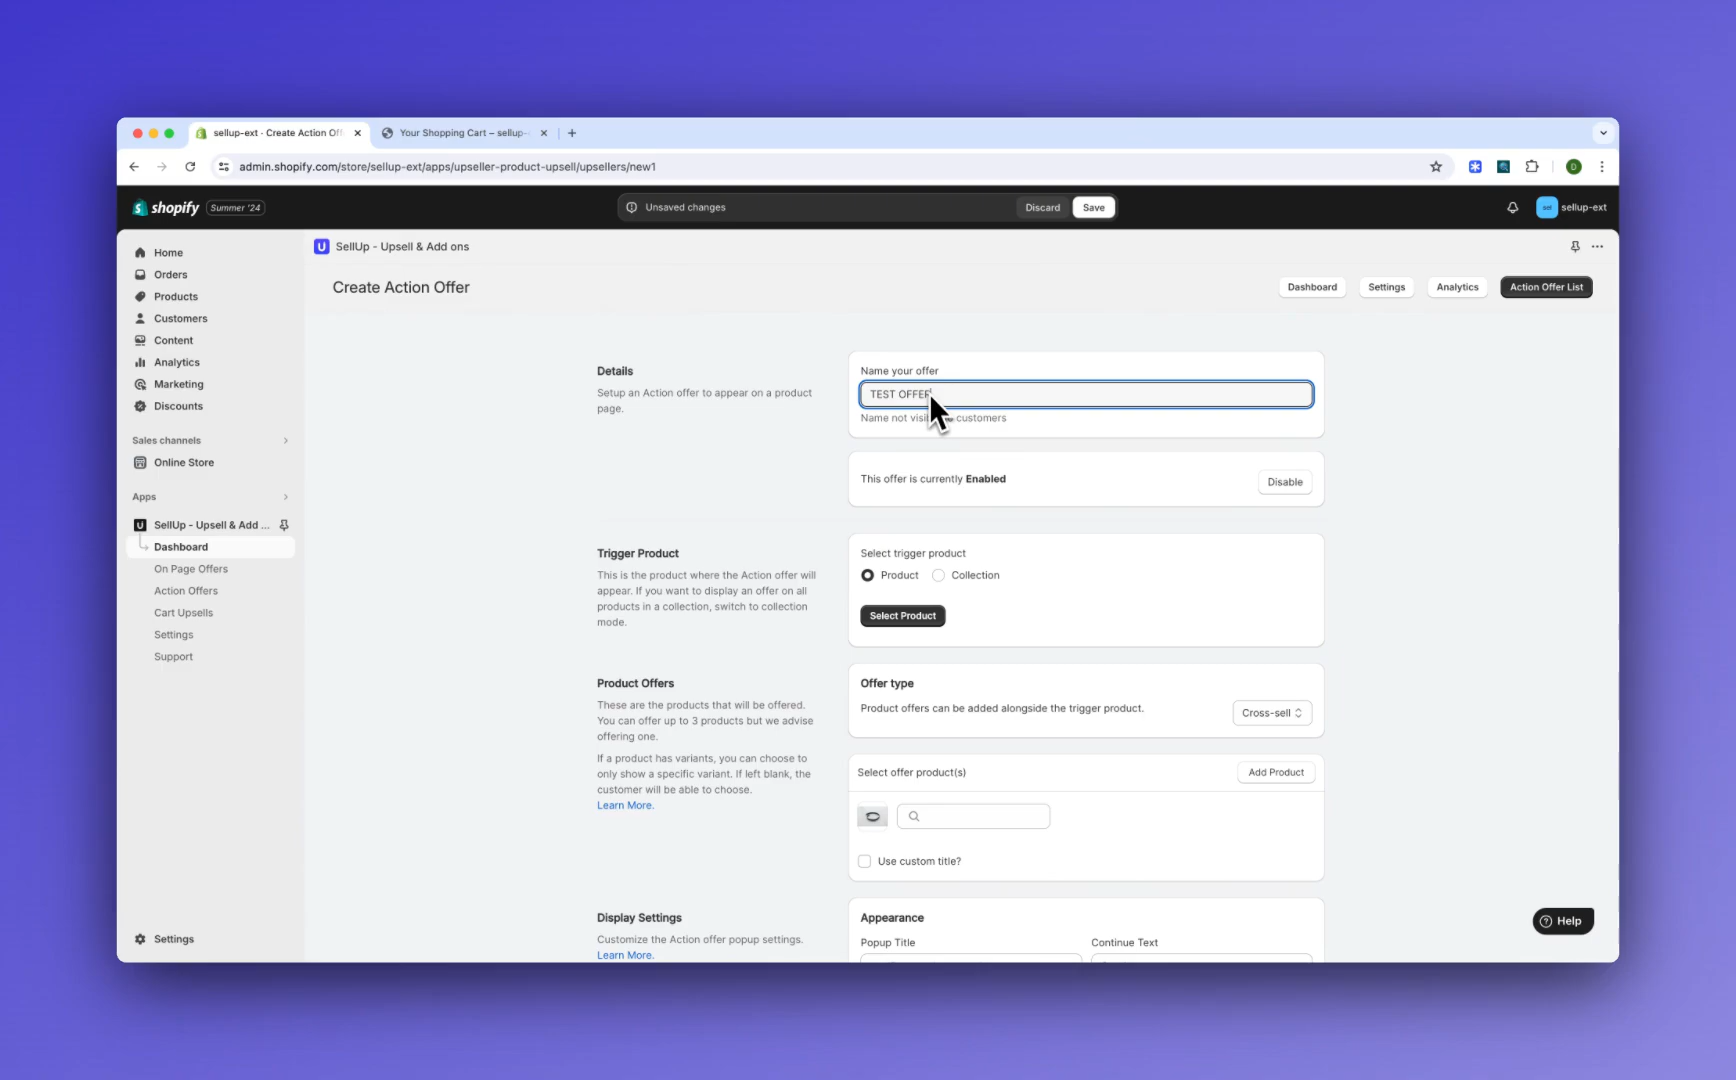 sellup-ext · Create Action Off
Your Shopping Cart – sellup-
admin.shopify.com/store/sellup-ext/apps/upseller-product-upsell/upsellers/new1
D
shopify
Summer '24
Unsaved changes
Discard
Save
sel
sellup-ext
Home
Orders
Products
Customers
Content
Analytics
Marketing
Discounts
Sales channels
Online Store
Apps
SellUp - Upsell & Add ...
Dashboard
On Page Offers
Action Offers
Cart Upsells
Settings
Support
Settings
U SellUp - Upsell & Add ons
Create Action Offer
Dashboard
Settings
Analytics
Action Offer List
Details
Setup an Action offer to appear on a product
page.
Name your offer
TEST OFFER
Name not customers
This offer is currently Enabled
Disable
Trigger Product
This is the product where the Action offer will
appear. If you want to display an offer on all
products in a collection, switch to collection
mode.
Select trigger product
Product
Collection
Select Product
Product Offers
These are the products that will be offered.
You can offer up to 3 products but we advise
offering one.
If a product has variants, you can choose to
only show a specific variant. If left blank, the
customer will be able to choose.
Learn More.
Offer type
Product offers can be added alongside the trigger product.
Cross-sell
Select offer product(s)
Add Product
Use custom title?
Display Settings
Customize the Action offer popup settings.
Learn More.
Appearance
Popup Title
Continue Text
Help